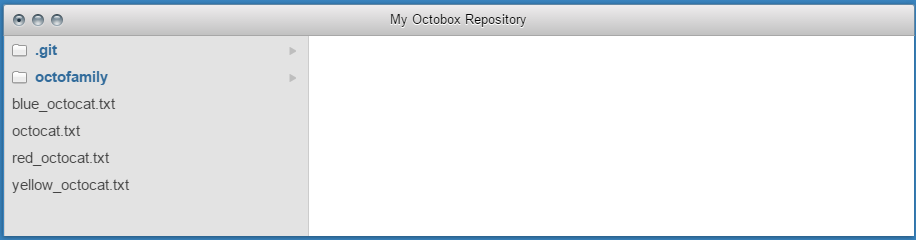 My Octobox Repository
.git
octofamily
blue_octocat.txt
octocat.txt
red_octocat.txt
yellow_octocat.txt